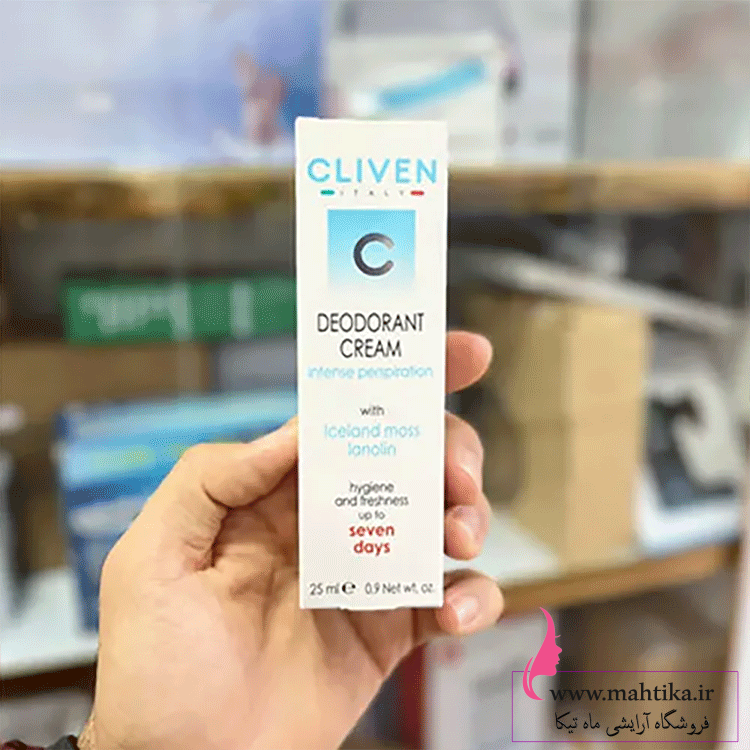 CLIVEN
ITALY
C
DEODORANT
CREAM
intense perspiration
with
Iceland moss
lanolin
hygiene
and freshness
up to
seven
days
25 ml e 0.9 Net wt. oz.
www.mahtika.ir
فروشگاه آرایشی ماه تیکا